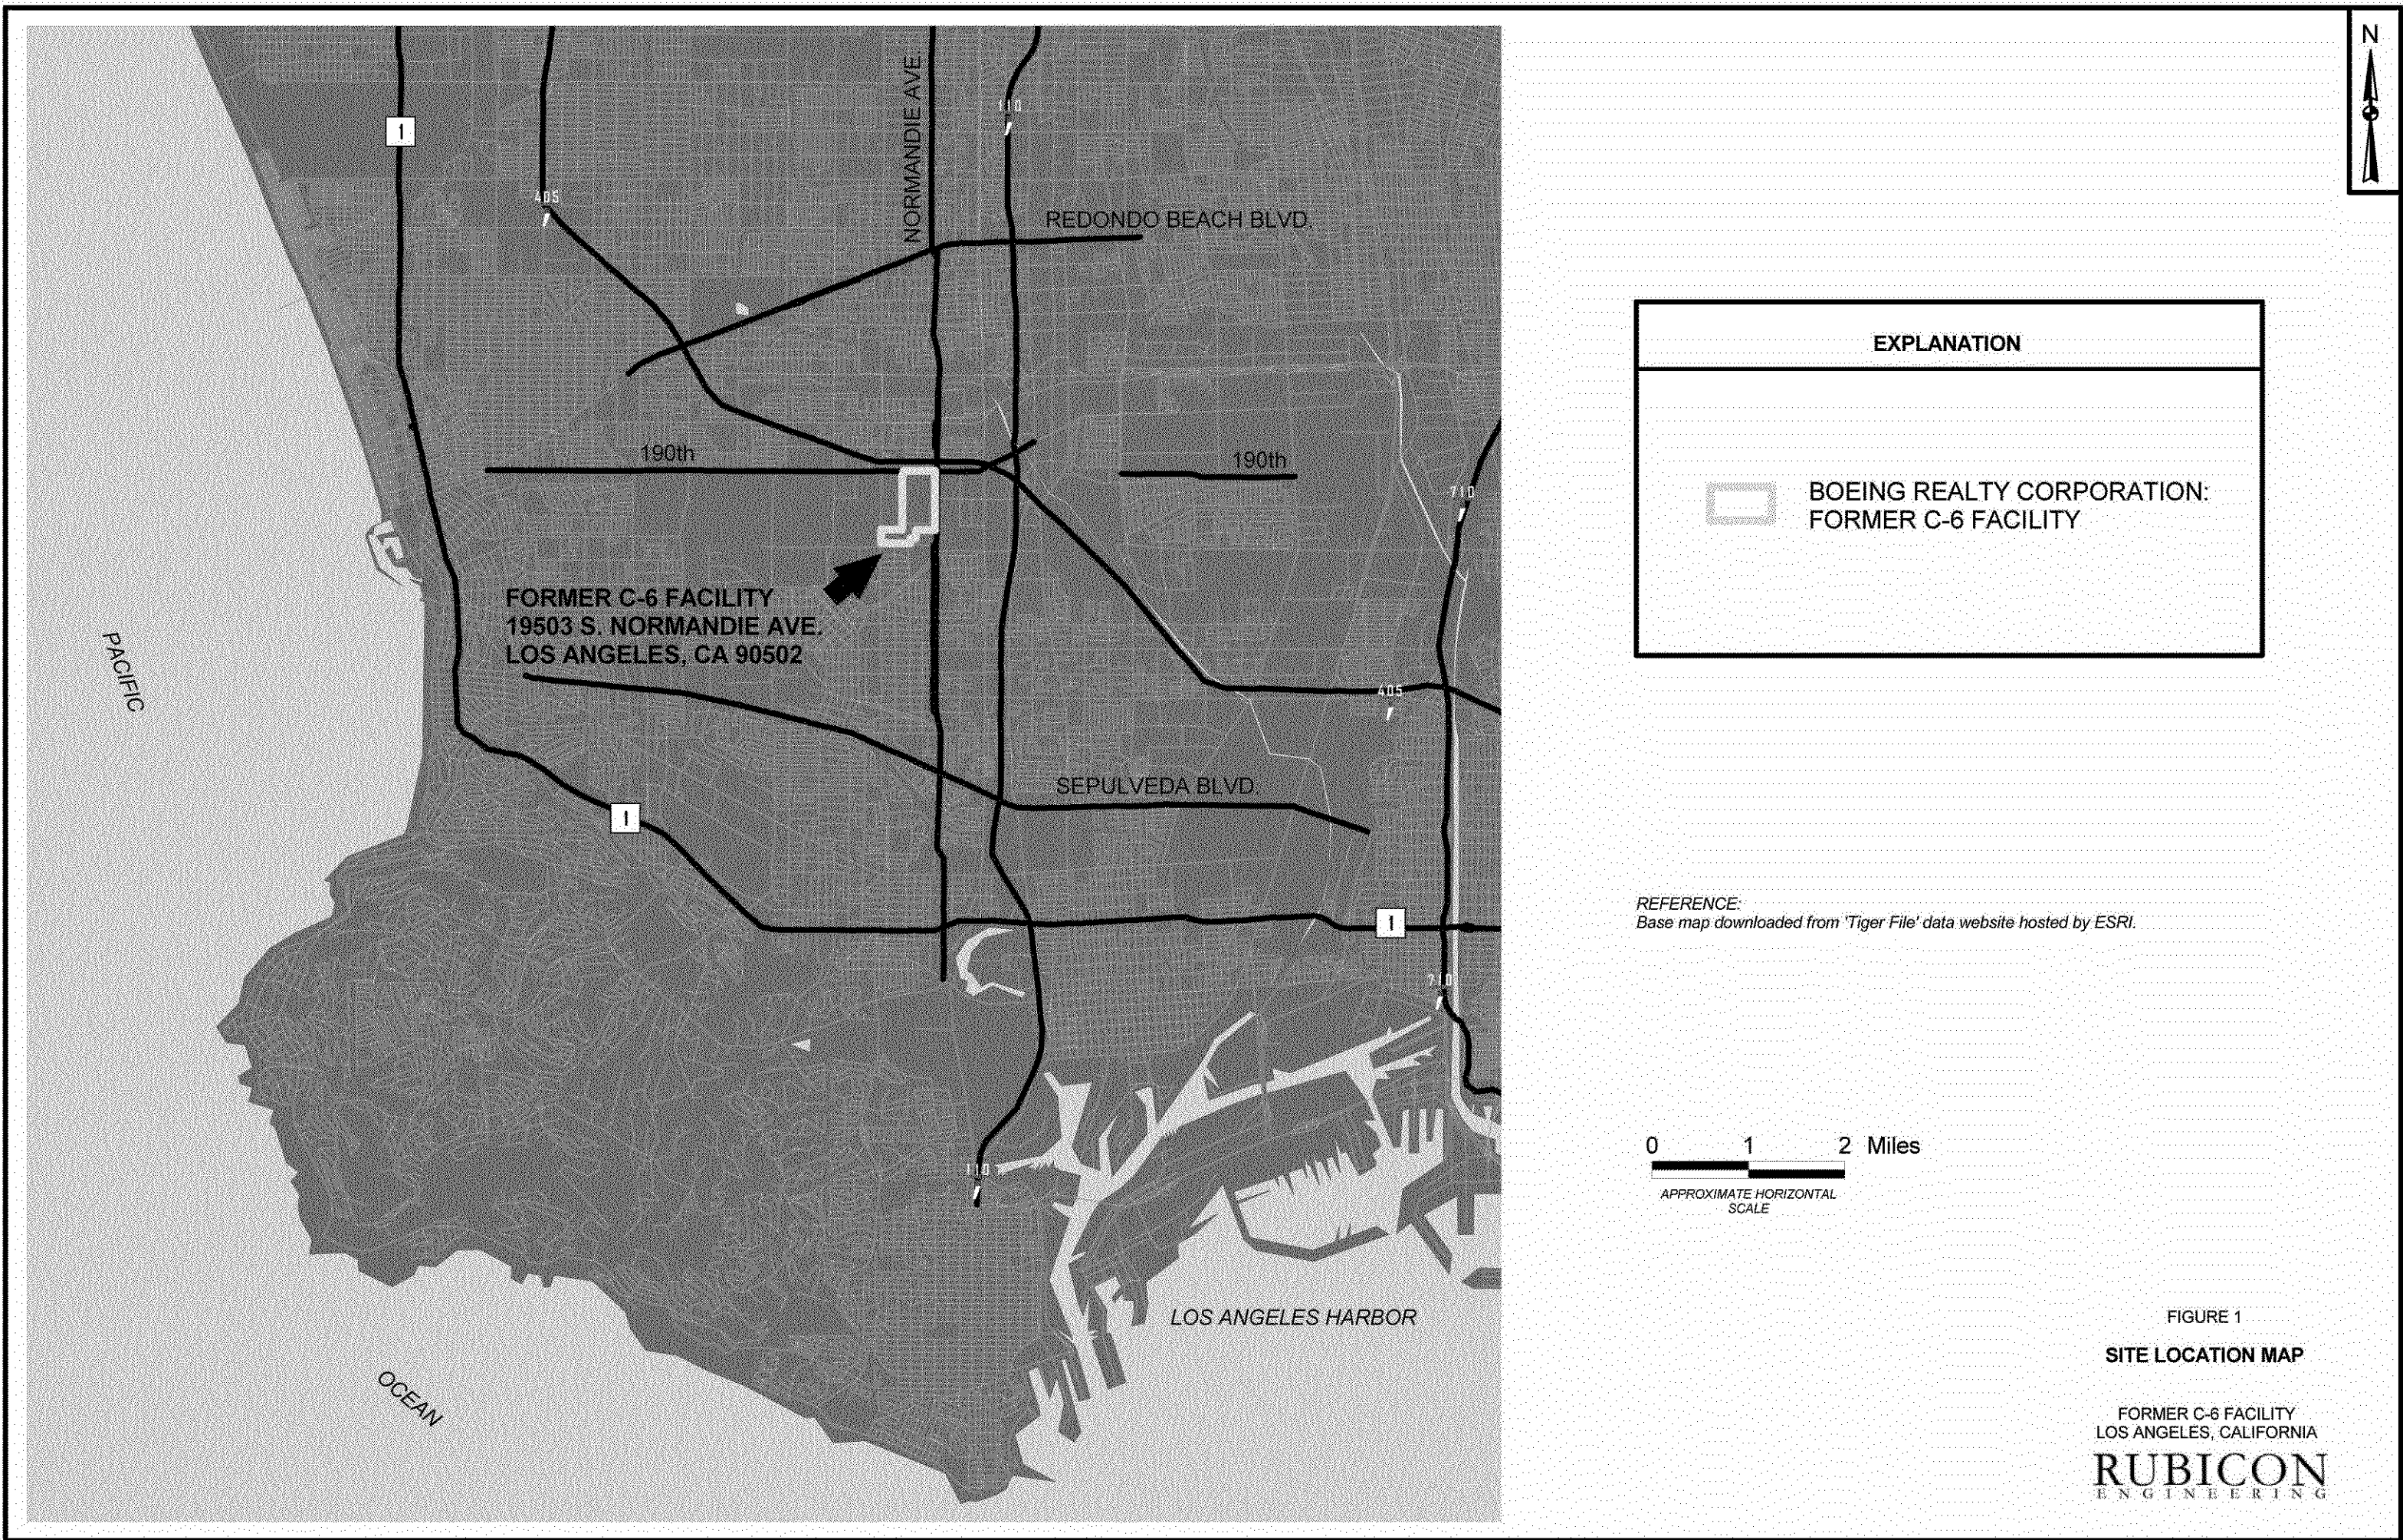 N
1
405
NORMANDIE AVE.
110
REDONDO BEACH BLVD.
EXPLANATION
190th
190th
710
BOEING REALTY CORPORATION:
FORMER C-6 FACILITY
FORMER C-6 FACILITY
19503 S. NORMANDIE AVE.
LOS ANGELES, CA 90502
PACIFIC
405
SEPULVEDA BLVD.
1
1
REFERENCE:
Base map downloaded from 'Tiger File' data website hosted by ESRI.
710
0 1 2 Miles
APPROXIMATE HORIZONTAL
SCALE
110
LOS ANGELES HARBOR
OCEAN
FIGURE 1
SITE LOCATION MAP
FORMER C-6 FACILITY
LOS ANGELES, CALIFORNIA
RUBICON
ENGINEERING